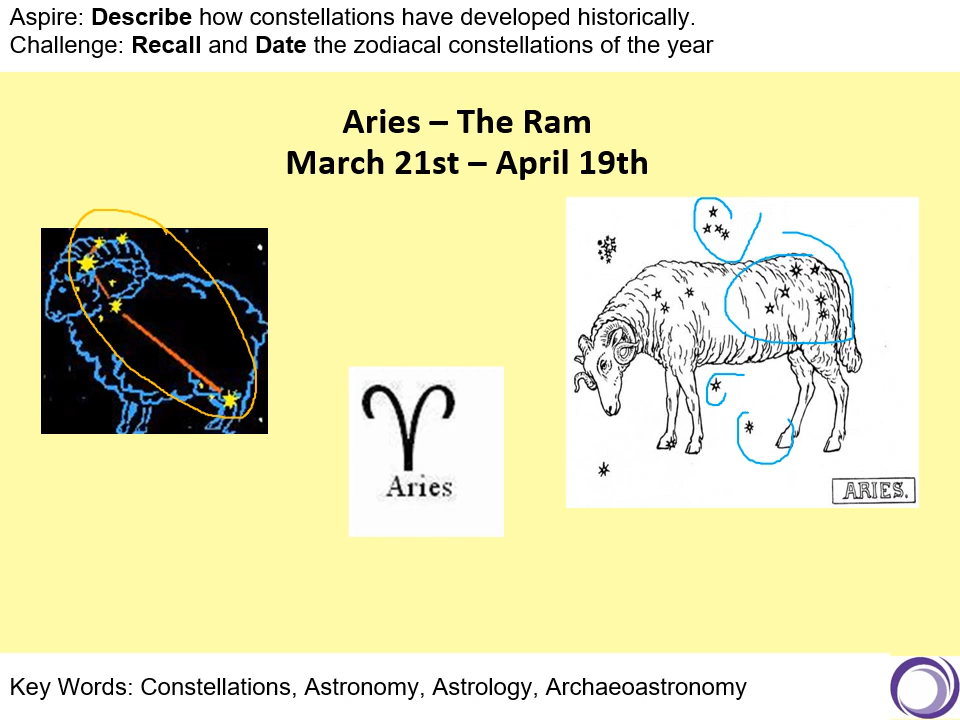 Aspire: Describe how constellations have developed historically.
Challenge: Recall and Date the zodiacal constellations of the year
Aries – The Ram
March 21st – April 19th
Aries
ARIES.
Key Words: Constellations, Astronomy, Astrology, Archaeoastronomy